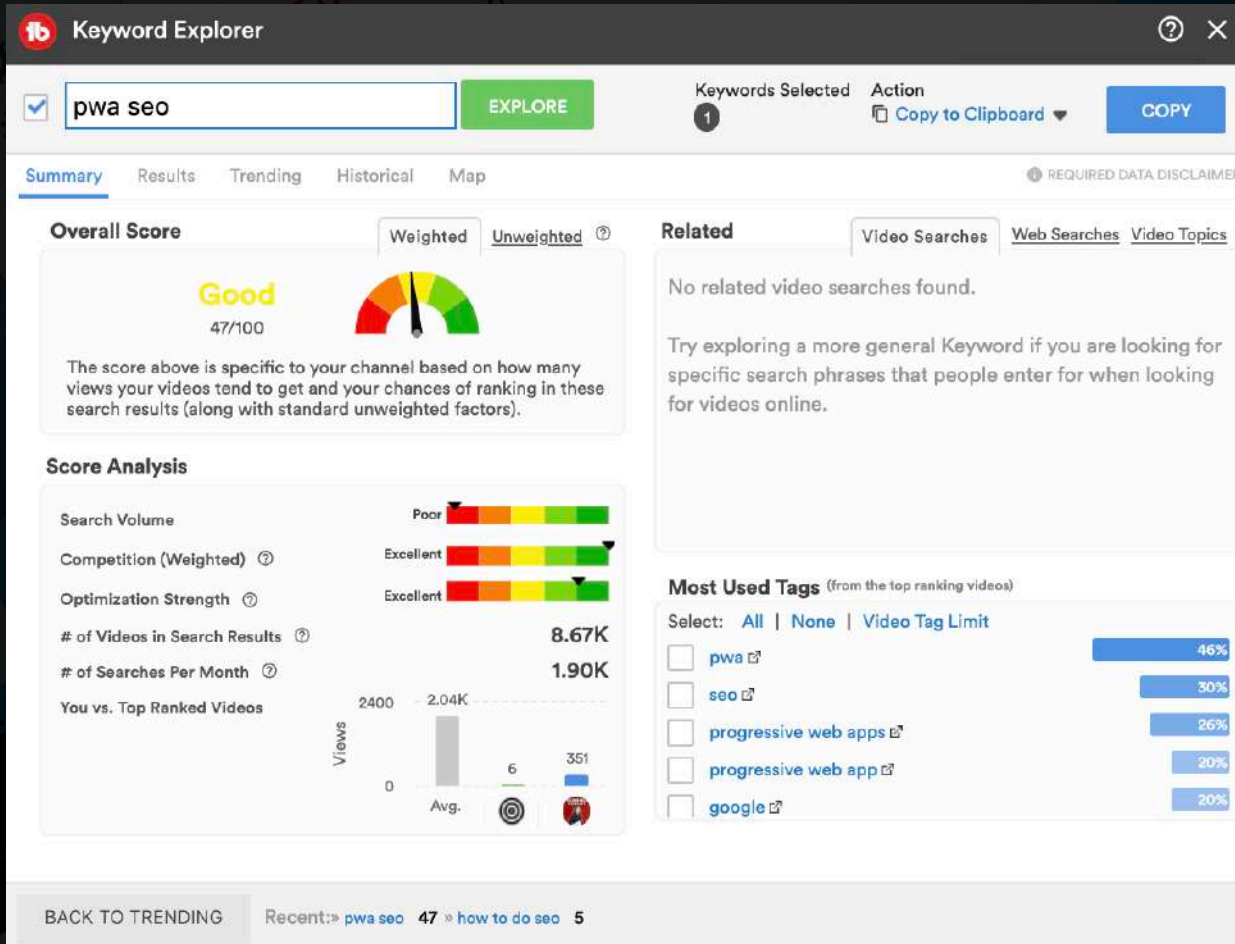 tb Keyword Explorer
pwa seo
EXPLORE
Keywords Selected
1
Action
Copy to Clipboard
COPY
Summary Results Trending Historical Map
REQUIRED DATA DISCLAIMER
Overall Score
Weighted Unweighted
Good
47/100
The score above is specific to your channel based on how many
views your videos tend to get and your chances of ranking in these
search results (along with standard unweighted factors).
Score Analysis
Search Volume Poor
Competition (Weighted) Excellent
Optimization Strength Excellent
# of Videos in Search Results 8.67K
# of Searches Per Month 1.90K
You vs. Top Ranked Videos
Views
2400
2.04K
0
6
351
Avg.
Related
Video Searches Web Searches Video Topics
No related video searches found.
Try exploring a more general Keyword if you are looking for
specific search phrases that people enter for when looking
for videos online.
Most Used Tags (from the top ranking videos)
Select: All | None | Video Tag Limit
pwa 46%
seo 30%
progressive web apps 26%
progressive web app 20%
google 20%
BACK TO TRENDING
Recent:» pwa seo 47 » how to do seo 5